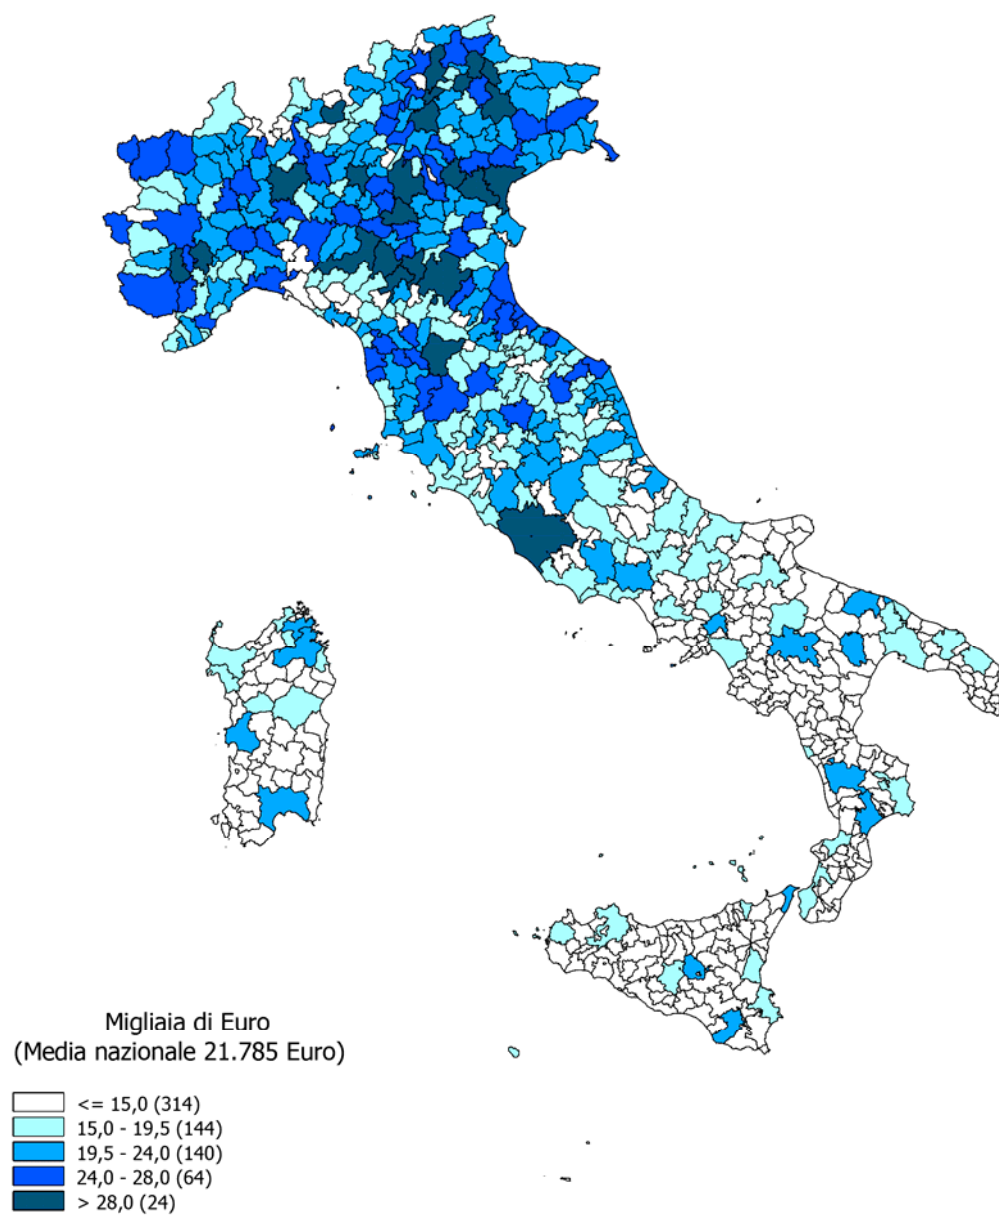 Migliaia di Euro
(Media nazionale 21.785 Euro)
<= 15,0 (314)
15,0 - 19,5 (144)
19,5 - 24,0 (140)
24,0 - 28,0 (64)
> 28,0 (24)